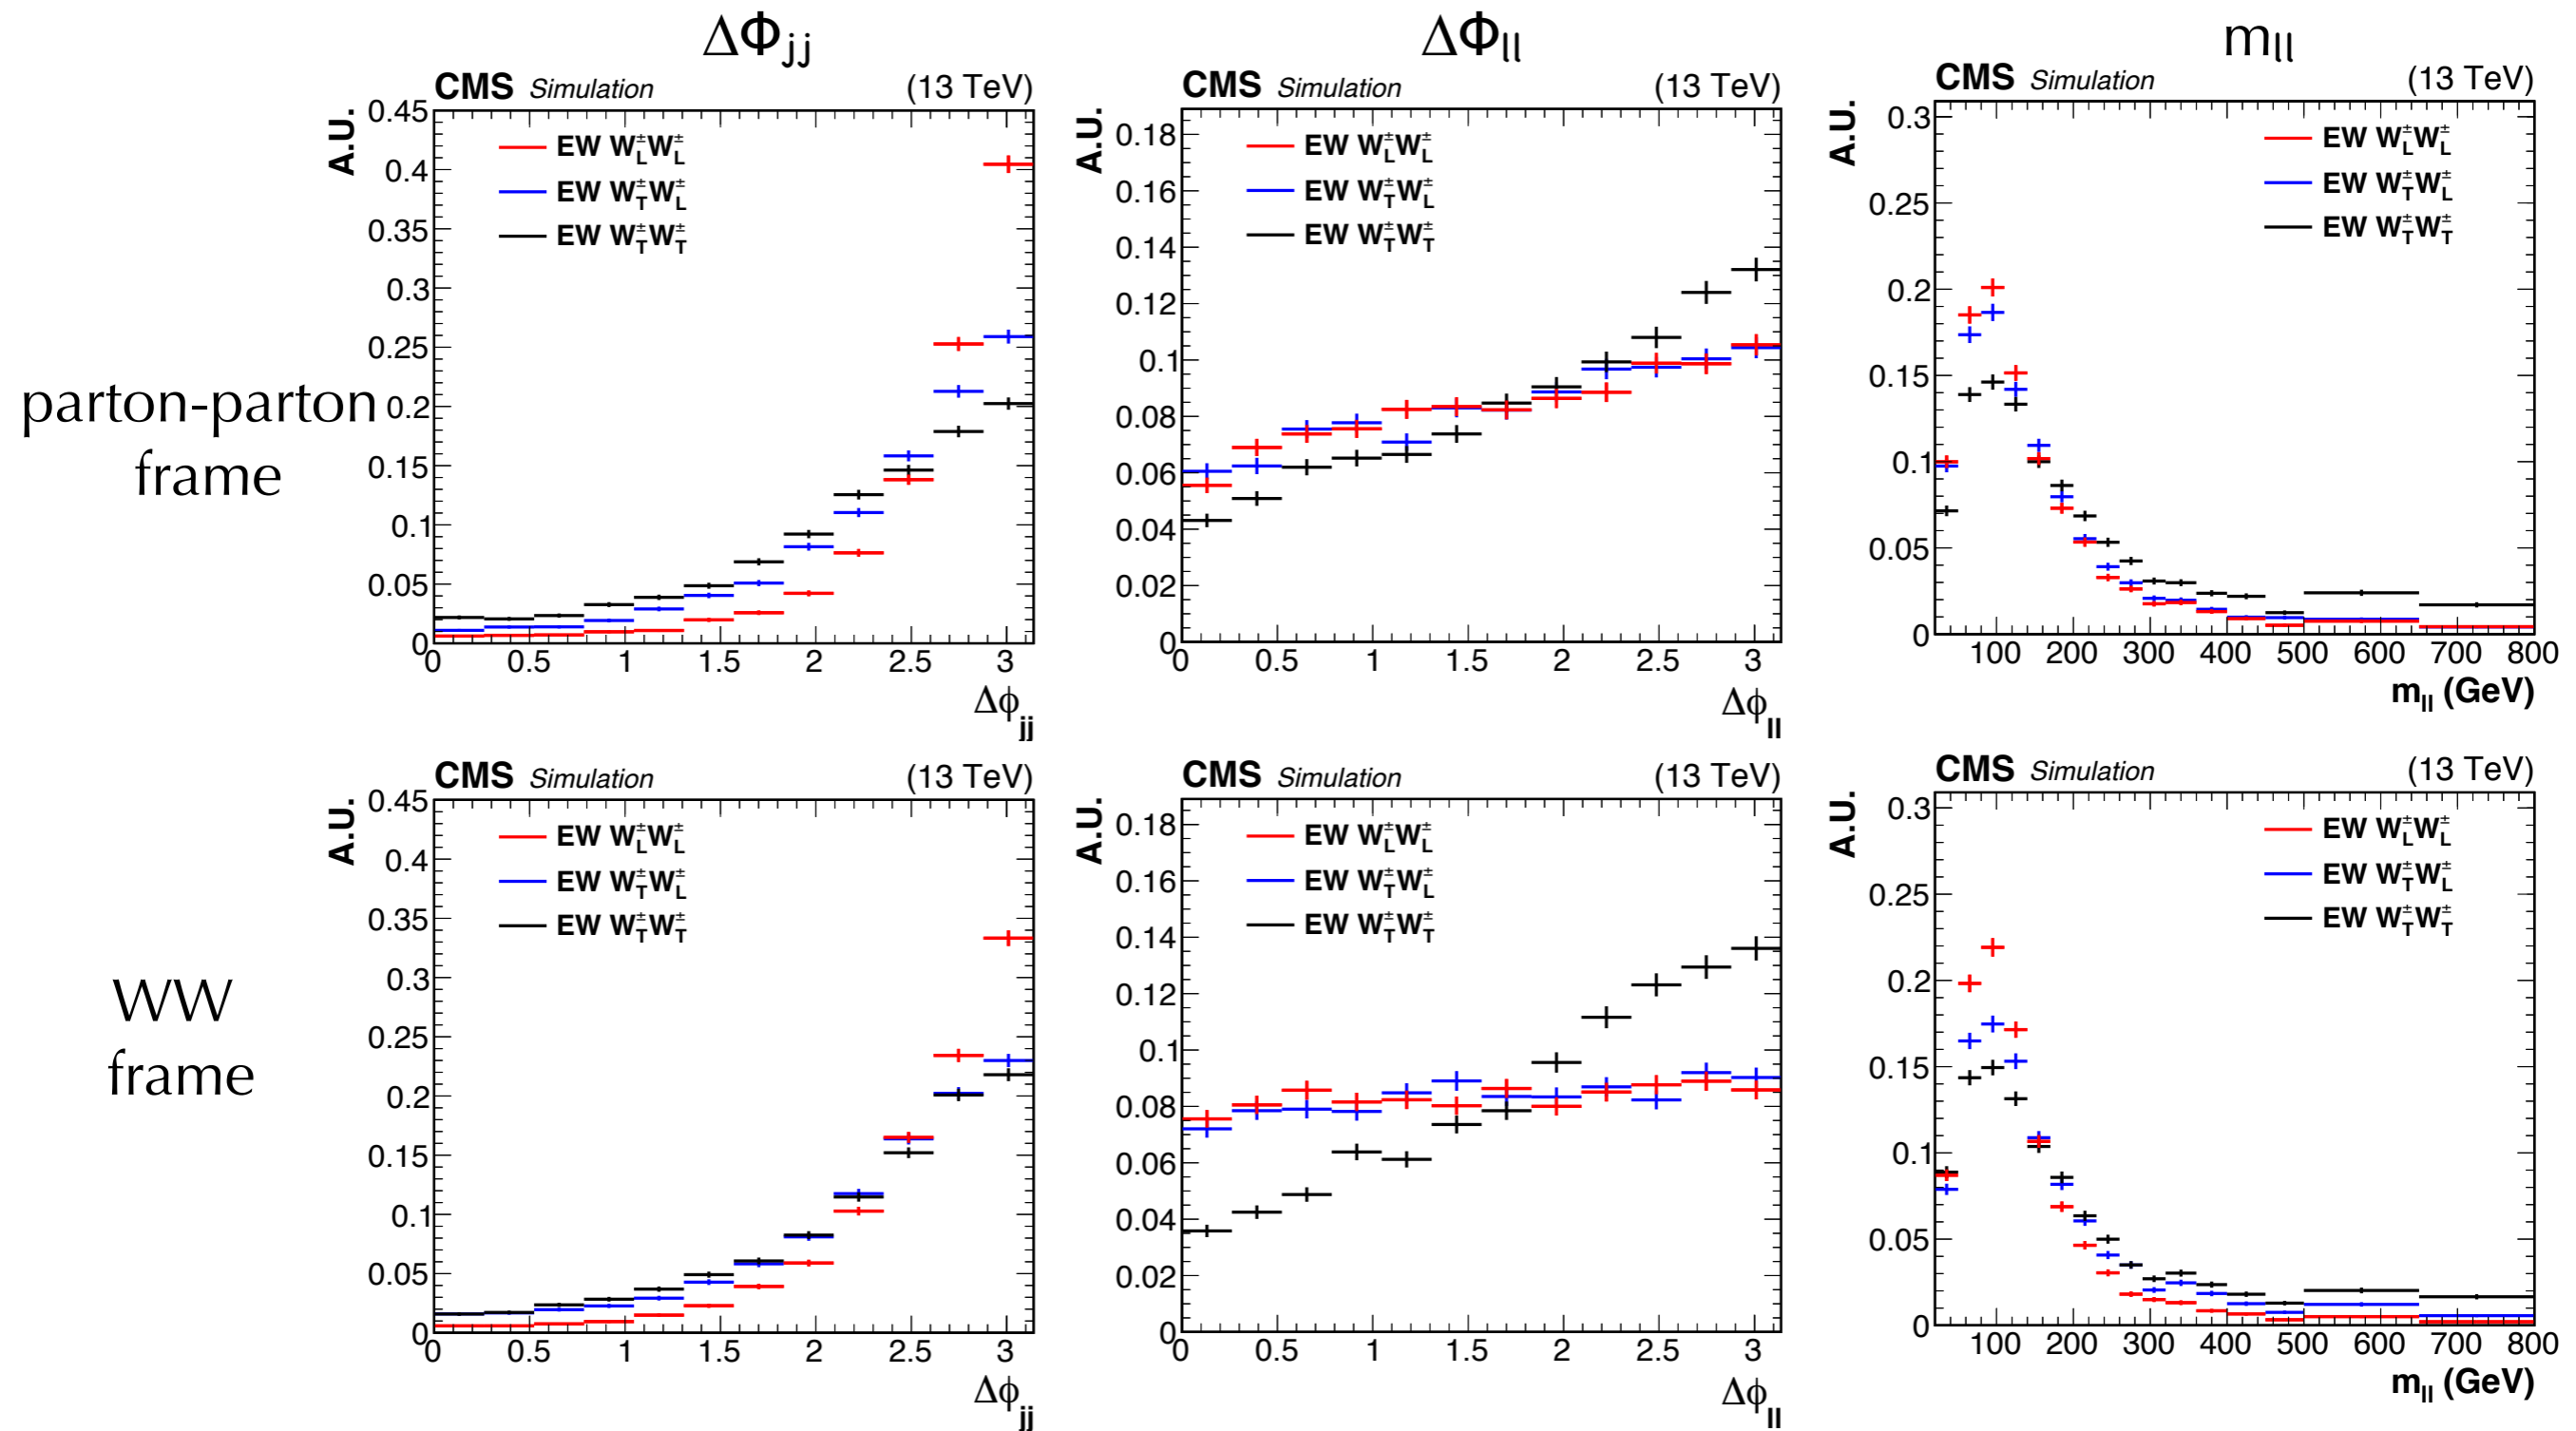 ΔΦjj
ΔΦll
mll
parton-parton
frame
CMS Simulation (13 TeV)
A.U.
0.45
0.4
0.35
0.3
0.25
0.2
0.15
0.1
0.05
0
EW W±LW±L
EW W±TW±L
EW W±TW±T
0 0.5 1 1.5 2 2.5 3
Δϕjj
CMS Simulation (13 TeV)
A.U.
0.18
0.16
0.14
0.12
0.1
0.08
0.06
0.04
0.02
0
EW W±LW±L
EW W±TW±L
EW W±TW±T
0 0.5 1 1.5 2 2.5 3
Δϕll
CMS Simulation (13 TeV)
A.U.
0.3
0.25
0.2
0.15
0.1
0.05
0
EW W±LW±L
EW W±TW±L
EW W±TW±T
100 200 300 400 500 600 700 800
mll (GeV)
WW
frame
CMS Simulation (13 TeV)
A.U.
0.45
0.4
0.35
0.3
0.25
0.2
0.15
0.1
0.05
0
EW W±LW±L
EW W±TW±L
EW W±TW±T
0 0.5 1 1.5 2 2.5 3
Δϕjj
CMS Simulation (13 TeV)
A.U.
0.18
0.16
0.14
0.12
0.1
0.08
0.06
0.04
0.02
0
EW W±LW±L
EW W±TW±L
EW W±TW±T
0 0.5 1 1.5 2 2.5 3
Δϕll
CMS Simulation (13 TeV)
A.U.
0.3
0.25
0.2
0.15
0.1
0.05
0
EW W±LW±L
EW W±TW±L
EW W±TW±T
100 200 300 400 500 600 700 800
mll (GeV)